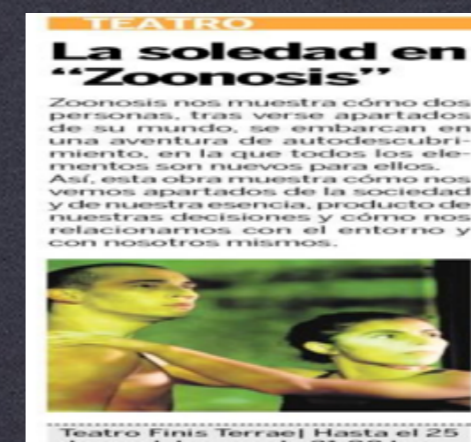 TEATRO
La soledad en
“Zoonosis”
Zoonosis nos muestra cómo dos
personas, tras verse apartados
de su mundo, se embarcan en
una aventura de autodescubri-
miento, en la que todos los ele-
mentos son nuevos para ellos.
Así, esta obra muestra cómo nos
vemos apartados de la sociedad
y de nuestra esencia, producto de
nuestras decisiones y cómo nos
relacionamos con el entorno y
con nosotros mismos.
Teatro Finis Terrae| Hasta el 25